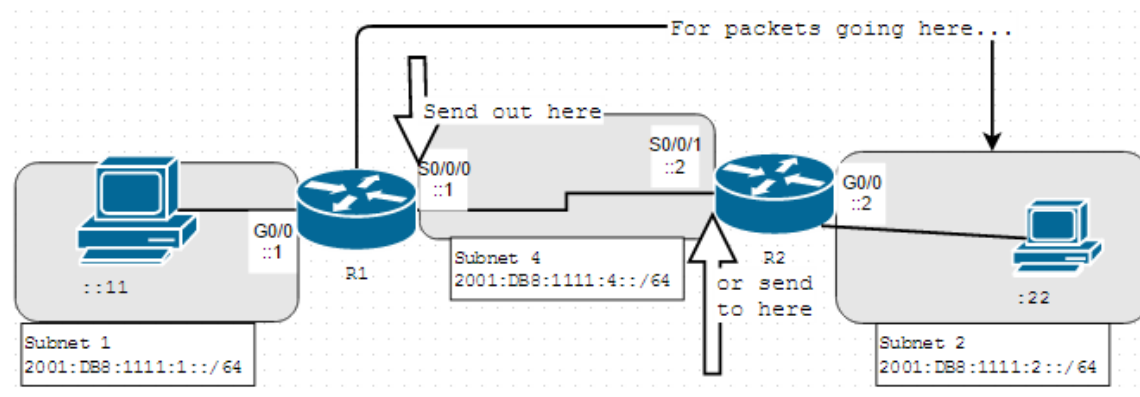 For packets going here...
Send out here
S0/0/0
::1
S0/0/1
::2
G0/0
::1
G0/0
::2
R1
R2
::11
:22
Subnet 4
2001:DB8:1111:4::/64
or send
to here
Subnet 1
2001:DB8:1111:1::/64
Subnet 2
2001:DB8:1111:2::/64